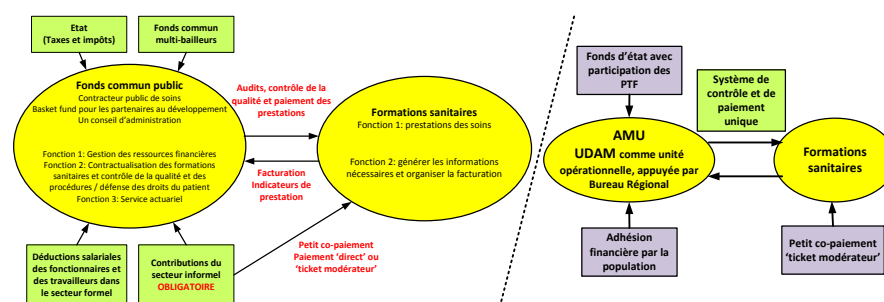 Etat
(Taxes et impôts)
Fonds commun
multi-bailleurs
Fonds commun public
Contracteur public de soins
Basket fund pour les partenaires au développement
Un conseil d'administration
Fonction 1: Gestion des ressources financières
Fonction 2: Contractualisation des formations
sanitaires et contrôle de la qualité et des
procédures / défense des droits du patient
Fonction 3: Service actuariel
Audits, contrôle de la
qualité et paiement des
prestations
Facturation
Indicateurs de
prestation
Formations sanitaires
Fonction 1: prestations des soins
Fonction 2: générer les informations
nécessaires et organiser la facturation
Déductions salariales
des fonctionnaires et
des travailleurs dans
le secteur formel
Contributions du
secteur informel
OBLIGATOIRE
Petit co-paiement
Paiement 'direct' ou
'ticket modérateur'
Fonds d'état avec
participation des
PTF
Système de
contrôle et de
paiement
unique
AMU
UDAM comme unité
opérationnelle, appuyée par
Bureau Régional
Formations
sanitaires
Adhésion
financière par la
population
Petit co-paiement
'ticket modérateur'